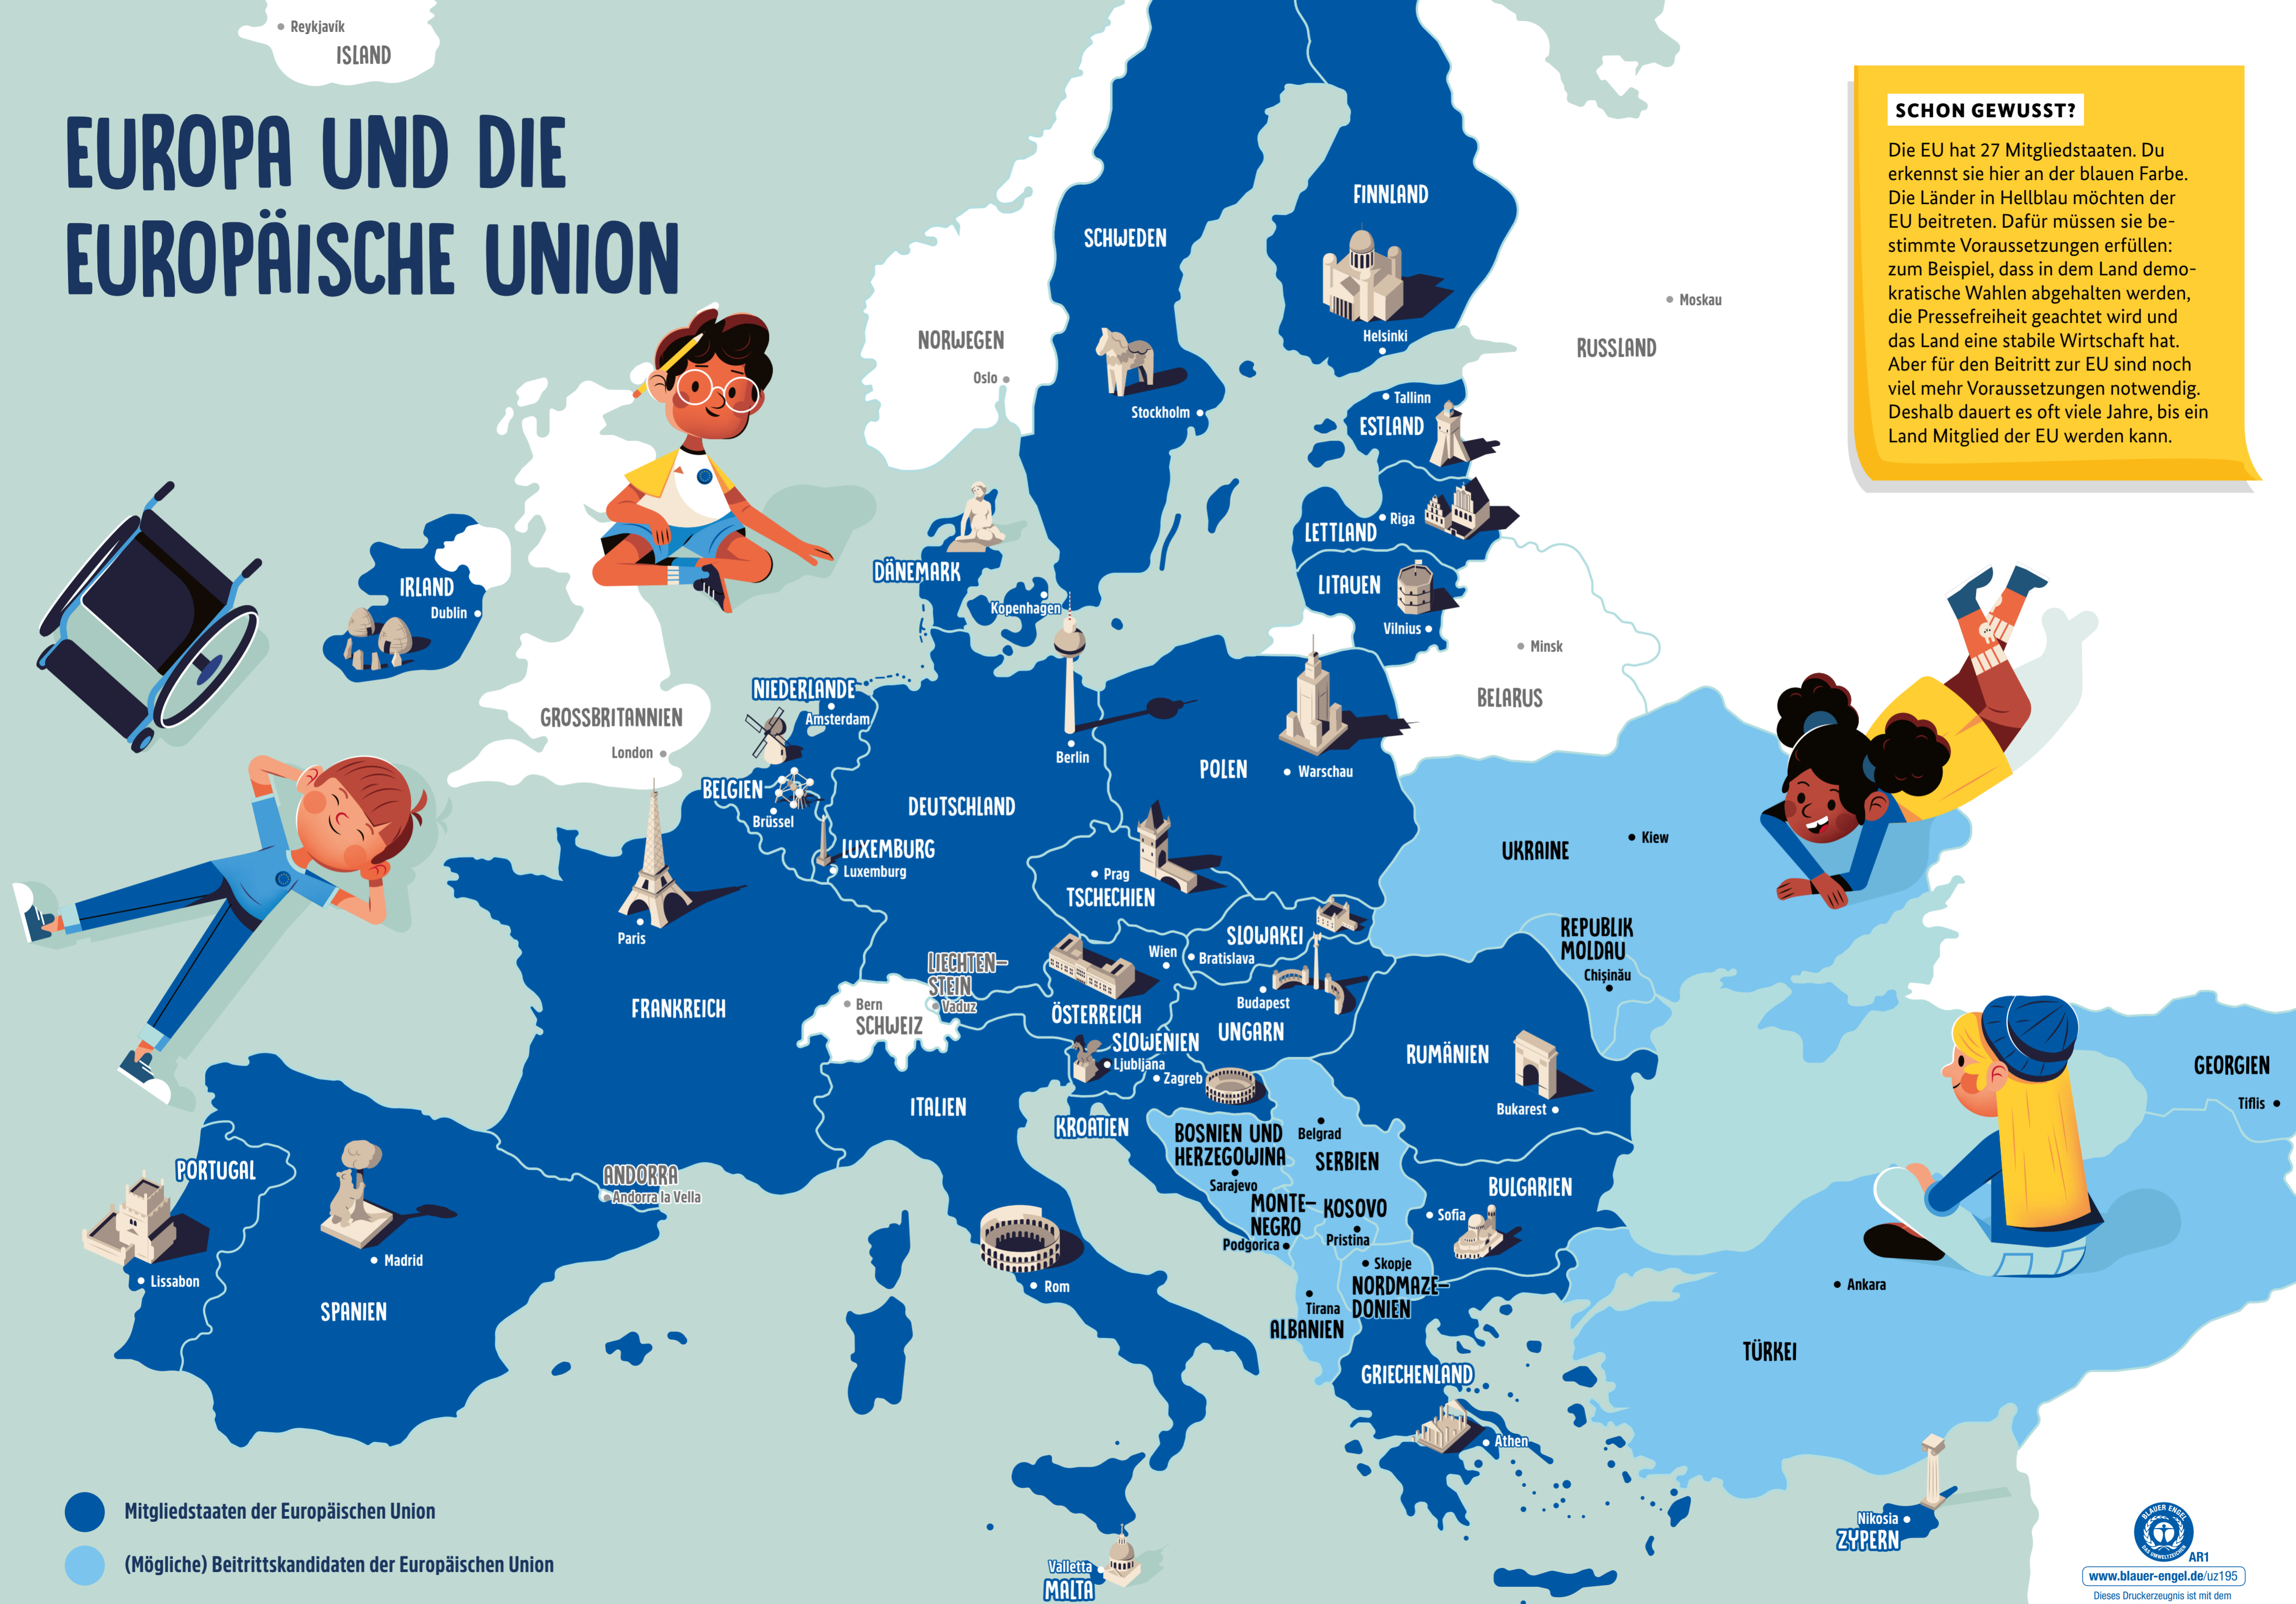 Reykjavík
ISLAND
EUROPA UND DIE
EUROPÄISCHE UNION
SCHON GEWUSST?
Die EU hat 27 Mitgliedstaaten. Du
erkennst sie hier an der blauen Farbe.
Die Länder in Hellblau möchten der
EU beitreten. Dafür müssen sie be-
stimmte Voraussetzungen erfüllen:
zum Beispiel, dass in dem Land demo-
kratische Wahlen abgehalten werden,
die Pressefreiheit geachtet wird und
das Land eine stabile Wirtschaft hat.
Aber für den Beitritt zur EU sind noch
viel mehr Voraussetzungen notwendig.
Deshalb dauert es oft viele Jahre, bis ein
Land Mitglied der EU werden kann.
FINNLAND
Helsinki
SCHWEDEN
Stockholm
NORWEGEN
Oslo
Moskau
RUSSLAND
Tallinn
ESTLAND
LETTLAND
Riga
LITAUEN
Vilnius
DÄNEMARK
Kopenhagen
IRLAND
Dublin
Minsk
BELARUS
GROSSBRITANNIEN
London
NIEDERLANDE
Amsterdam
BELGIEN
Brüssel
LUXEMBURG
Luxemburg
DEUTSCHLAND
Berlin
POLEN
Warschau
UKRAINE
Kiew
Prag
TSCHECHIEN
SLOWAKEI
Bratislava
Wien
ÖSTERREICH
Budapest
UNGARN
REPUBLIK
MOLDAU
Chișinău
Paris
FRANKREICH
LIECHTEN-
STEIN
Vaduz
Bern
SCHWEIZ
SLOWENIEN
Ljubljana
Zagreb
KROATIEN
ITALIEN
Rom
RUMÄNIEN
Bukarest
GEORGIEN
Tiflis
BOSNIEN UND
HERZEGOWINA
Sarajevo
Belgrad
SERBIEN
MONTE-
NEGRO
Podgorica
KOSOVO
Pristina
BULGARIEN
Sofia
Skopje
NORDMAZE-
DONIEN
Tirana
ALBANIEN
PORTUGAL
Lissabon
Madrid
SPANIEN
ANDORRA
Andorra la Vella
Ankara
TÜRKEI
GRIECHENLAND
Athen
Nikosia
ZYPERN
Valletta
MALTA
Mitgliedstaaten der Europäischen Union
(Mögliche) Beitrittskandidaten der Europäischen Union
BLAUER ENGEL
DAS UMWELTZEICHEN
AR1
www.blauer-engel.de/uz195
Dieses Druckerzeugnis ist mit dem